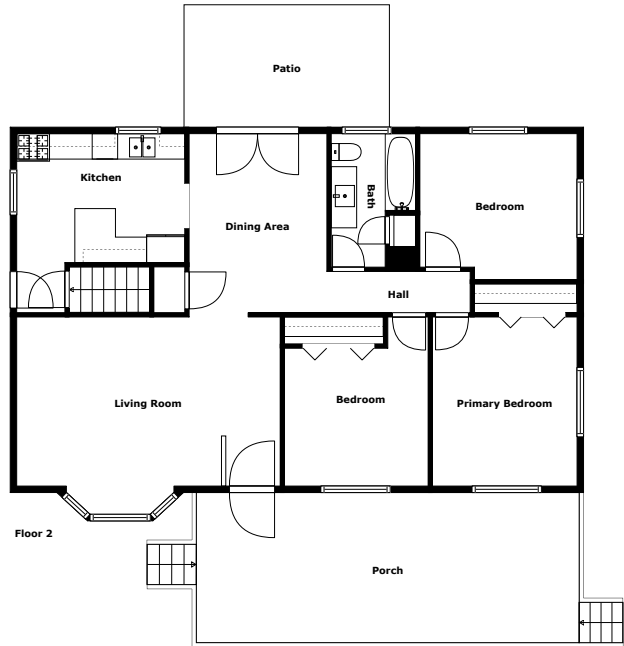 Patio
Kitchen
Bath
Bedroom
Dining Area
Hall
Living Room
Bedroom
Primary Bedroom
Floor 2
Porch